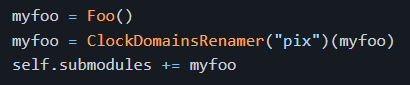 myfoo = Foo()
myfoo = ClockDomainsRenamer("pix")(myfoo)
self.submodules += myfoo